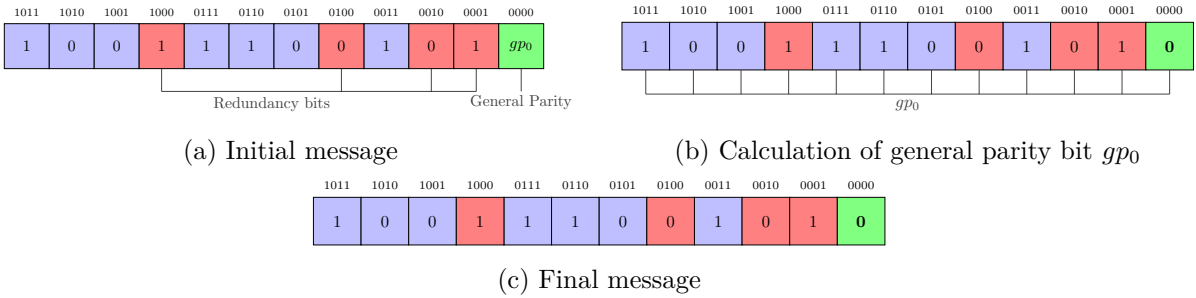 1011 1010 1001 1000 0111 0110 0101 0100 0011 0010 0001 0000
1 0 0 1 1 1 0 0 1 0 1 gp₀
Redundancy bits General Parity
(a) Initial message
1011 1010 1001 1000 0111 0110 0101 0100 0011 0010 0001 0000
1 0 0 1 1 1 0 0 1 0 1 0
gp₀
(b) Calculation of general parity bit gp₀
1011 1010 1001 1000 0111 0110 0101 0100 0011 0010 0001 0000
1 0 0 1 1 1 0 0 1 0 1 0
(c) Final message